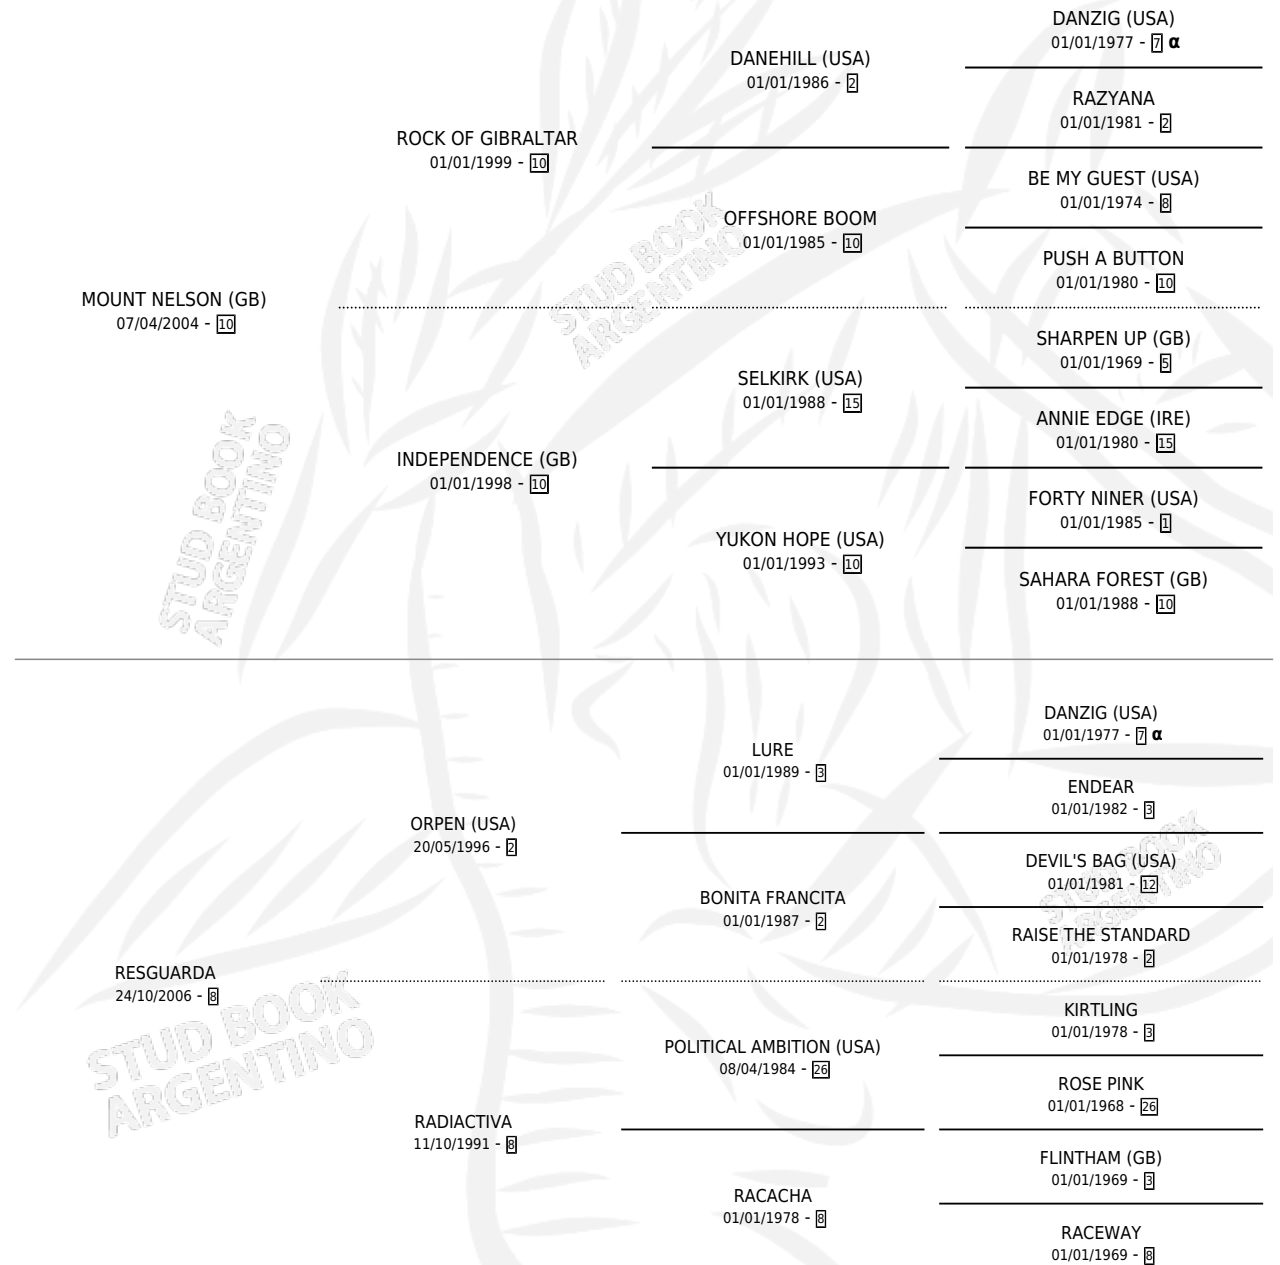 DANZIG (USA)
01/01/1977 - 7 α
DANEHILL (USA)
01/01/1986 - 2
RAZYANA
01/01/1981 - 2
ROCK OF GIBRALTAR
01/01/1999 - 10
BE MY GUEST (USA)
01/01/1974 - 8
OFFSHORE BOOM
01/01/1985 - 10
PUSH A BUTTON
01/01/1980 - 10
MOUNT NELSON (GB)
07/04/2004 - 10
SHARPEN UP (GB)
01/01/1969 - 5
SELKIRK (USA)
01/01/1988 - 15
ANNIE EDGE (IRE)
01/01/1980 - 15
INDEPENDENCE (GB)
01/01/1998 - 10
FORTY NINER (USA)
01/01/1985 - 1
YUKON HOPE (USA)
01/01/1993 - 10
SAHARA FOREST (GB)
01/01/1988 - 10
DANZIG (USA)
01/01/1977 - 7 α
LURE
01/01/1989 - 3
ENDEAR
01/01/1982 - 3
ORPEN (USA)
20/05/1996 - 2
DEVIL'S BAG (USA)
01/01/1981 - 12
BONITA FRANCITA
01/01/1987 - 2
RAISE THE STANDARD
01/01/1978 - 2
RESGUARDA
24/10/2006 - 8
KIRTLING
01/01/1978 - 3
POLITICAL AMBITION (USA)
08/04/1984 - 26
ROSE PINK
01/01/1968 - 26
RADIACTIVA
11/10/1991 - 8
FLINTHAM (GB)
01/01/1969 - 3
RACACHA
01/01/1978 - 8
RACEWAY
01/01/1969 - 8
STUD BOOK
ARGENTINO
STUD BOOK
ARGENTINO
STUD BOOK
ARGENTINO
STUD BOOK
ARGENTINO